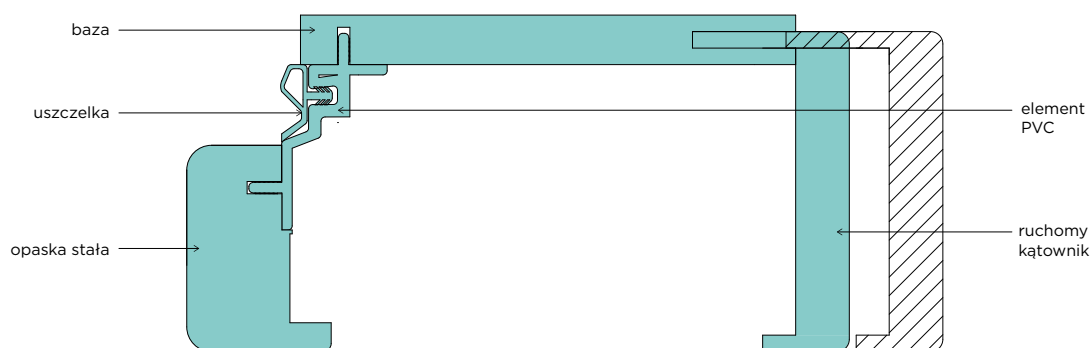 baza
uszczelka
opaska stała
element
PVC
ruchomy
kątownik